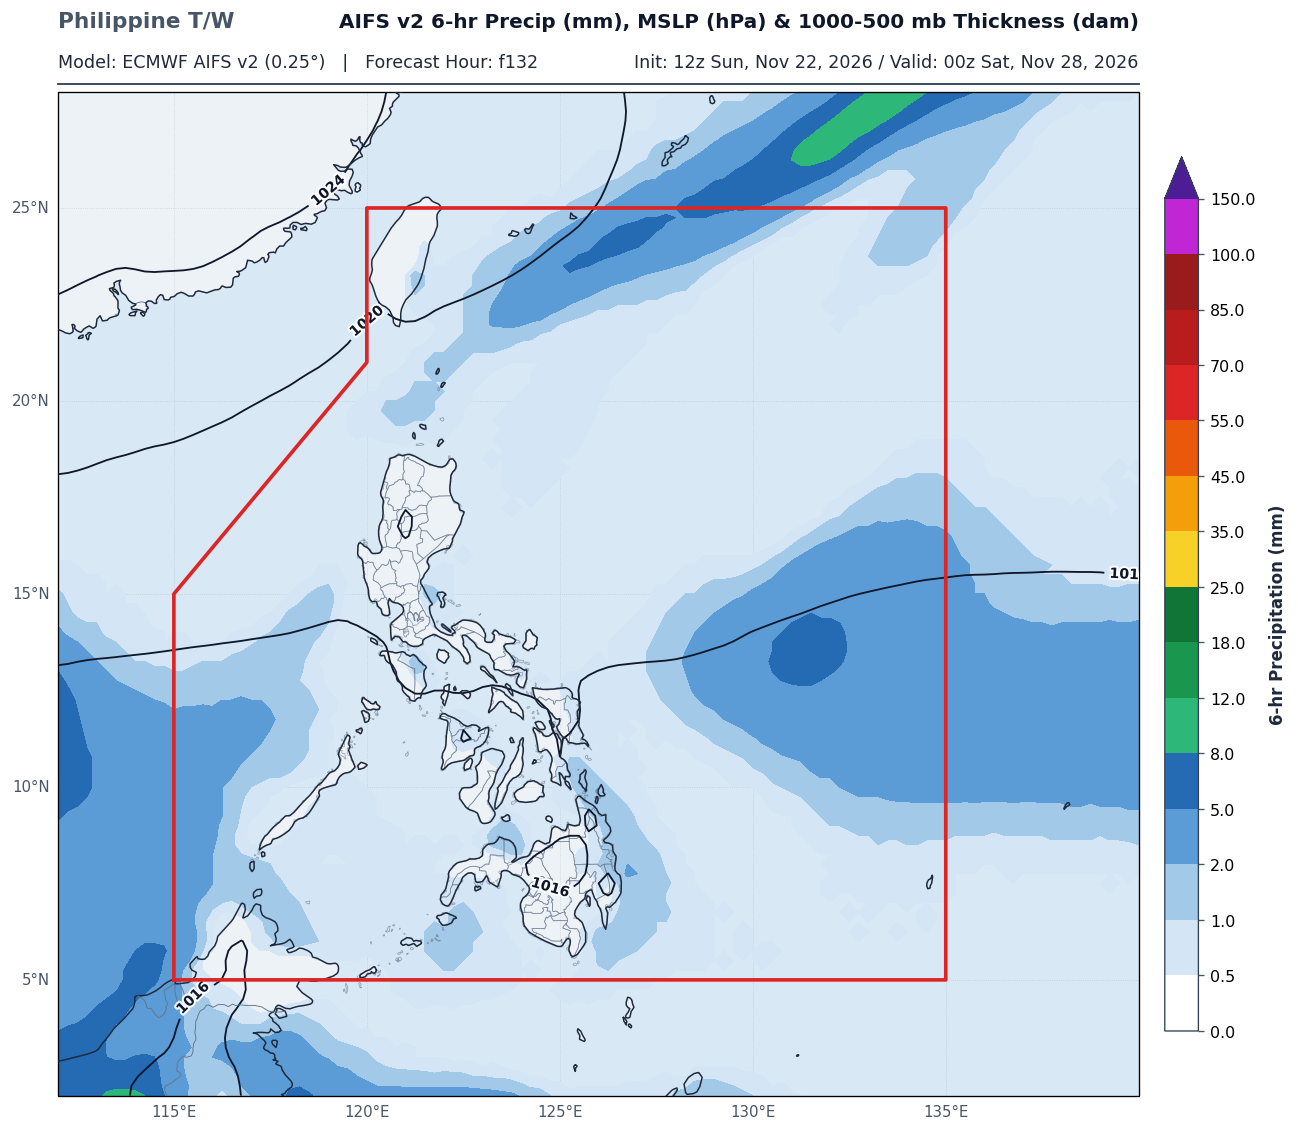 Philippine T/W
AIFS v2 6-hr Precip (mm), MSLP (hPa) & 1000-500 mb Thickness (dam)
Model: ECMWF AIFS v2 (0.25°) | Forecast Hour: f132
Init: 12z Sun, Nov 22, 2026 / Valid: 00z Sat, Nov 28, 2026
25°N
20°N
15°N
10°N
5°N
115°E
120°E
125°E
130°E
135°E
1024
1020
101
1016
1016
150.0
100.0
85.0
70.0
55.0
45.0
35.0
25.0
18.0
12.0
8.0
5.0
2.0
1.0
0.5
0.0
6-hr Precipitation (mm)